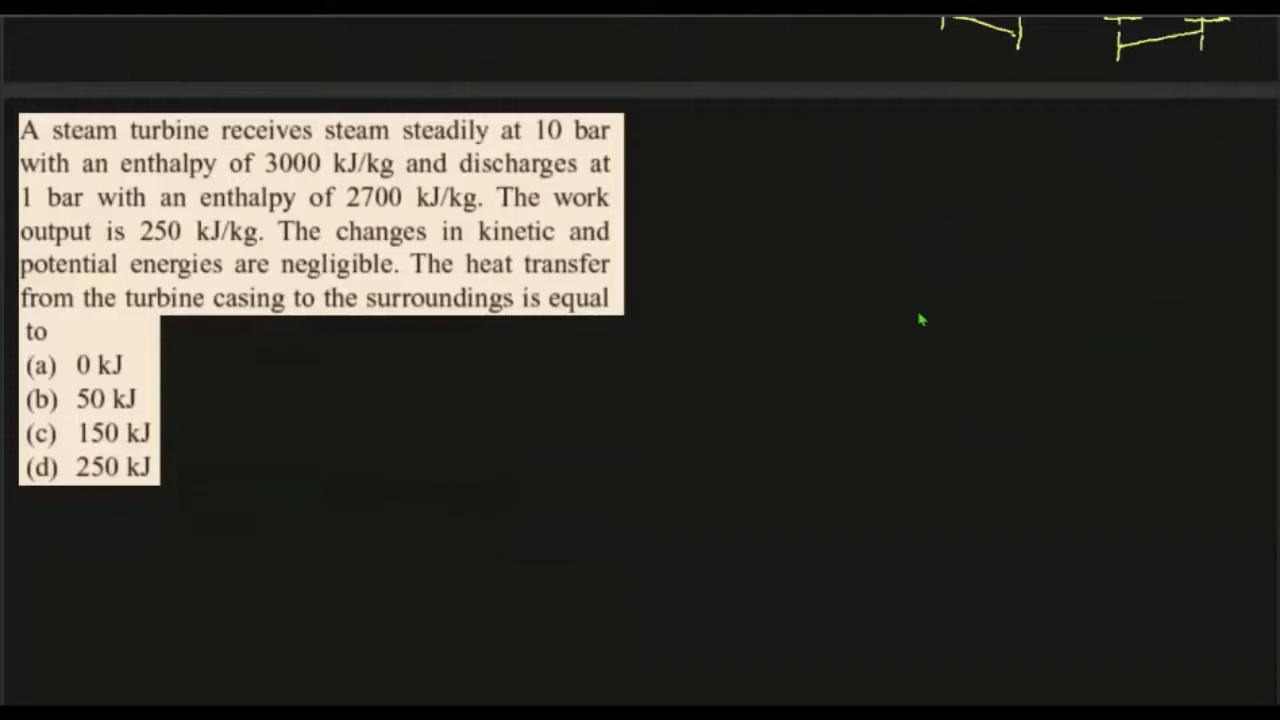 A steam turbine receives steam steadily at 10 bar
with an enthalpy of 3000 kJ/kg and discharges at
1 bar with an enthalpy of 2700 kJ/kg. The work
output is 250 kJ/kg. The changes in kinetic and
potential energies are negligible. The heat transfer
from the turbine casing to the surroundings is equal
to
(a) 0 kJ
(b) 50 kJ
(c) 150 kJ
(d) 250 kJ